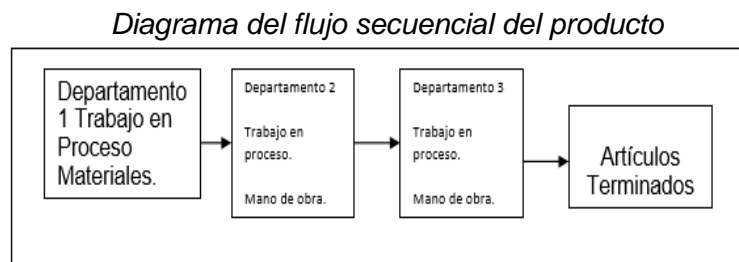 Diagrama del flujo secuencial del producto
Departamento
1 Trabajo en
Proceso
Materiales.
Departamento 2
Trabajo en
proceso.
Mano de obra.
Departamento 3
Trabajo en
proceso.
Mano de obra.
Artículos
Terminados